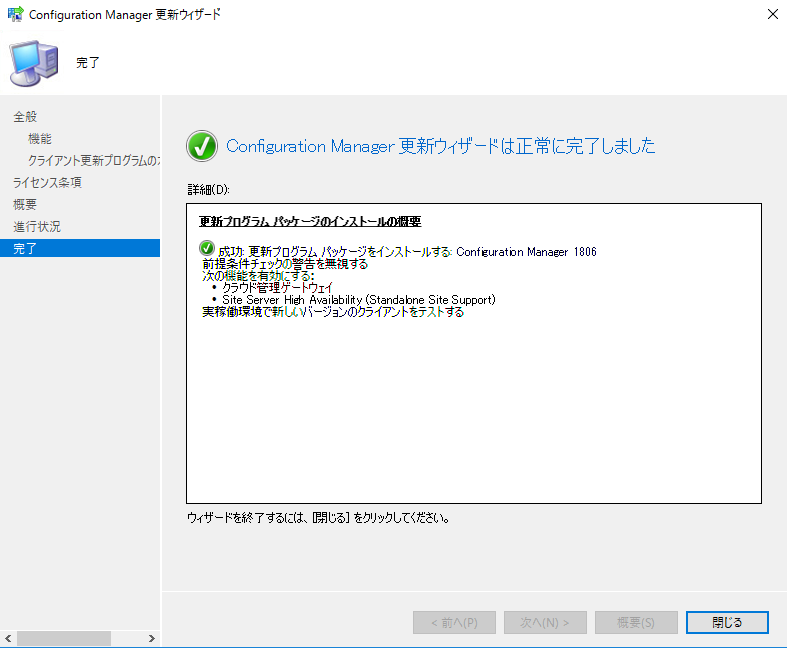 Configuration Manager 更新ウィザード
完了
全般
機能
クライアント更新プログラムの
ライセンス条項
概要
進行状況
完了
Configuration Manager 更新ウィザードは正常に完了しました
詳細(D):
更新プログラム パッケージのインストールの概要
成功: 更新プログラム パッケージをインストールする: Configuration Manager 1806
前提条件チェックの警告を無視する
次の機能を有効にする:
• クラウド管理ゲートウェイ
• Site Server High Availability (Standalone Site Support)
実稼働環境で新しいバージョンのクライアントをテストする
ウィザードを終了するには、[閉じる] をクリックしてください。
< 前へ(P)
次へ(N) >
概要(S)
閉じる